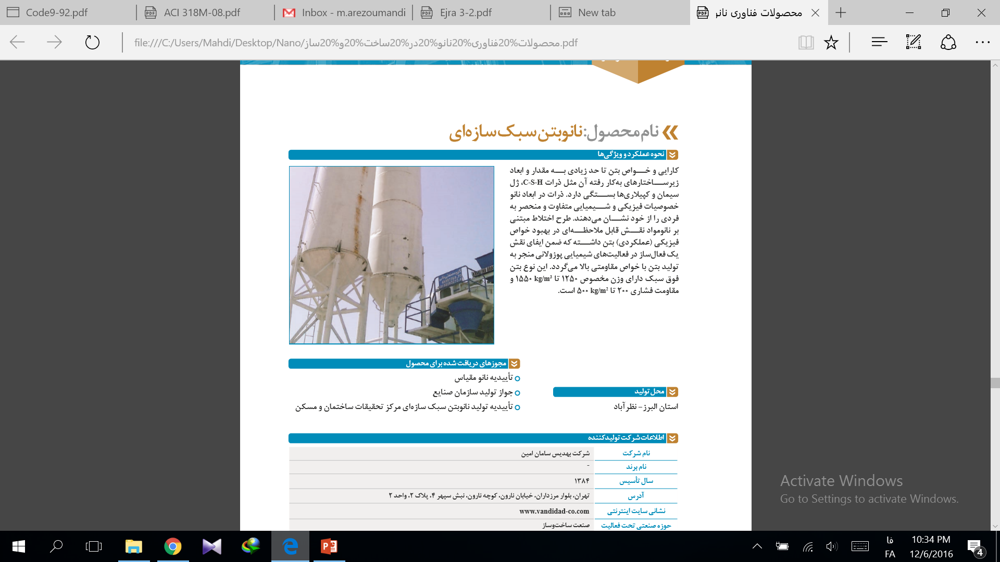 Code9-92.pdf
ACI 318M-08.pdf
Inbox - m.arezoumandi
Ejra 3-2.pdf
New tab
محصولات فناوری نانو
file:///C:/Users/Mahdi/Desktop/Nano/محصولات%20فناوری%20نانو%20در%20ساخت%20و%20ساز.pdf
نام محصول: نانوبتن سبک سازه‌ای
نحوه عملکرد و ویژگی‌ها
کارایی و خواص بتن تا حد زیادی به مقدار و ابعاد
زیرساختارهای به‌کار رفته آن مثل ذرات C-S-H، ژل
سیمان و کپیلاری‌ها بستگی دارد. ذرات در ابعاد نانو
خصوصیات فیزیکی و شیمیایی متفاوت و منحصر به
فردی را از خود نشان می‌دهند. طرح اختلاط مبتنی
بر نانومواد نقش قابل ملاحظه‌ای در بهبود خواص
فیزیکی (عملکردی) بتن داشته که ضمن ایفای نقش
یک فعال‌ساز در فعالیت‌های شیمیایی پوزولانی منجر به
تولید بتن با خواص مقاومتی بالا می‌گردد. این نوع بتن
فوق سبک دارای وزن مخصوص ۱۲۵۰ تا ۱۵۵۰ kg/m³ و
مقاومت فشاری ۲۰۰ تا ۵۰۰ kg/m² است.
مجوزهای دریافت شده برای محصول
تأییدیه نانو مقیاس
جواز تولید سازمان صنایع
تأییدیه تولید نانوبتن سبک سازه‌ای مرکز تحقیقات ساختمان و مسکن
محل تولید
استان البرز- نظرآباد
اطلاعات شرکت تولیدکننده
نام شرکت شرکت بهدیس سامان امین
نام برند -
سال تأسیس ۱۳۸۴
آدرس تهران، بلوار مرزداران، خیابان نارون، کوچه نارون، نبش سپهر ۴، پلاک ۲، واحد ۲
نشانی سایت اینترنتی www.vandidad-co.com
حوزه صنعتی تحت فعالیت صنعت ساخت‌وساز
Activate Windows
Go to Settings to activate Windows.
فا
FA
10:34 PM
12/6/2016
4